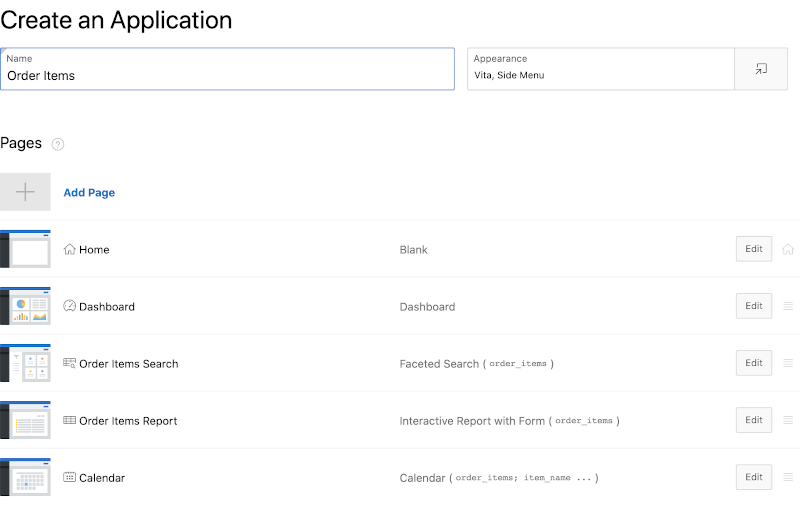 Create an Application
Name
Order Items
Appearance
Vita, Side Menu
Pages ?
Add Page
Home Blank Edit
Dashboard Dashboard Edit
Order Items Search Faceted Search ( order_items ) Edit
Order Items Report Interactive Report with Form ( order_items ) Edit
Calendar Calendar ( order_items; item_name ... ) Edit